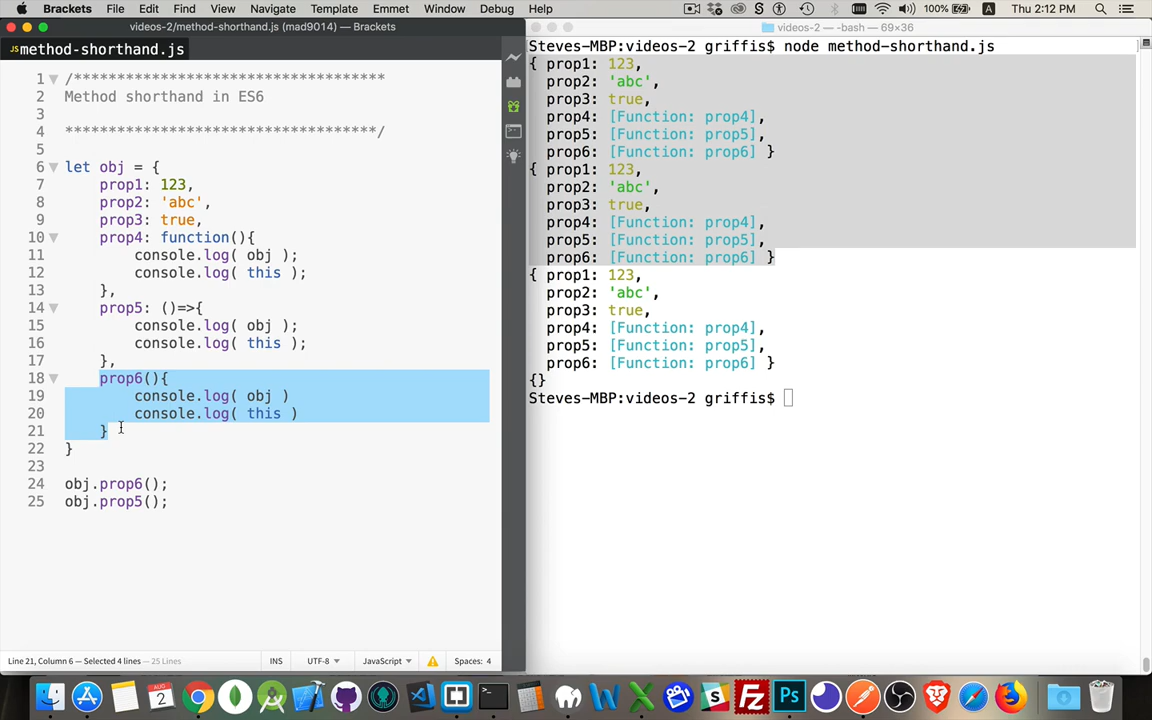 Brackets File Edit Find View Navigate Template Emmet Window Debug Help 100% Thu 2:12 PM
videos-2/method-shorthand.js (mad9014) — Brackets
videos-2 — -bash — 69×36
JS method-shorthand.js
1 /************************************
2 Method shorthand in ES6
3
4 ************************************/
5
6 let obj = {
7 prop1: 123,
8 prop2: 'abc',
9 prop3: true,
10 prop4: function(){
11 console.log( obj );
12 console.log( this );
13 },
14 prop5: ()=>{
15 console.log( obj );
16 console.log( this );
17 },
18 prop6(){
19 console.log( obj )
20 console.log( this )
21 }
22 }
23
24 obj.prop6();
25 obj.prop5();
Line 21, Column 6 — Selected 4 lines — 25 Lines INS UTF-8 JavaScript Spaces: 4
Steves-MBP:videos-2 griffis$ node method-shorthand.js
{ prop1: 123,
prop2: 'abc',
prop3: true,
prop4: [Function: prop4],
prop5: [Function: prop5],
prop6: [Function: prop6] }
{ prop1: 123,
prop2: 'abc',
prop3: true,
prop4: [Function: prop4],
prop5: [Function: prop5],
prop6: [Function: prop6] }
{ prop1: 123,
prop2: 'abc',
prop3: true,
prop4: [Function: prop4],
prop5: [Function: prop5],
prop6: [Function: prop6] }
{}
Steves-MBP:videos-2 griffis$